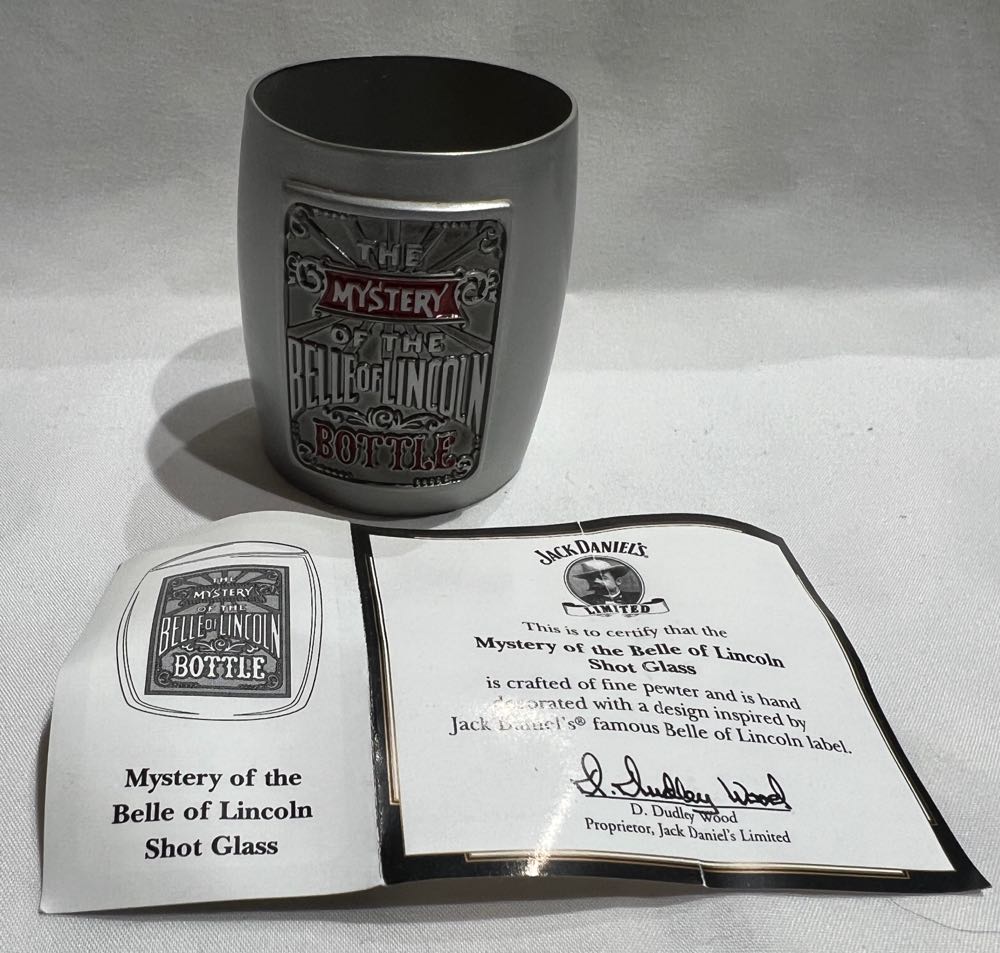 THE
MYSTERY
OF THE
BELLE OF LINCOLN
BOTTLE
THE
MYSTERY
OF THE
BELLE OF LINCOLN
BOTTLE
Mystery of the
Belle of Lincoln
Shot Glass
JACK DANIEL'S
LIMITED
This is to certify that the
Mystery of the Belle of Lincoln
Shot Glass
is crafted of fine pewter and is hand
decorated with a design inspired by
Jack Daniel's® famous Belle of Lincoln label.
D. Dudley Wood
D. Dudley Wood
Proprietor, Jack Daniel's Limited